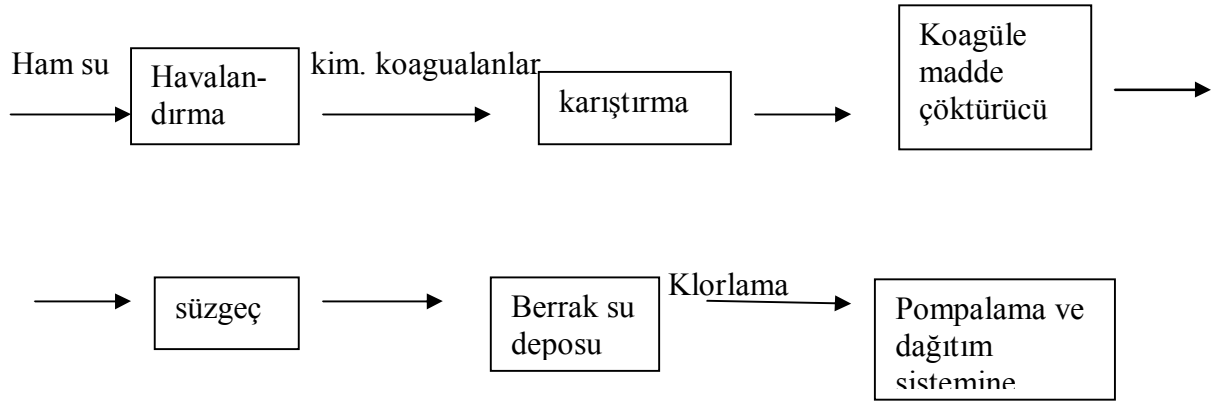 Ham su
Havalan-
dırma
kim. koagualanlar
karıştırma
Koagüle
madde
çöktürücü
süzgeç
Berrak su
deposu
Klorlama
Pompalama ve
dağıtım
sistemine